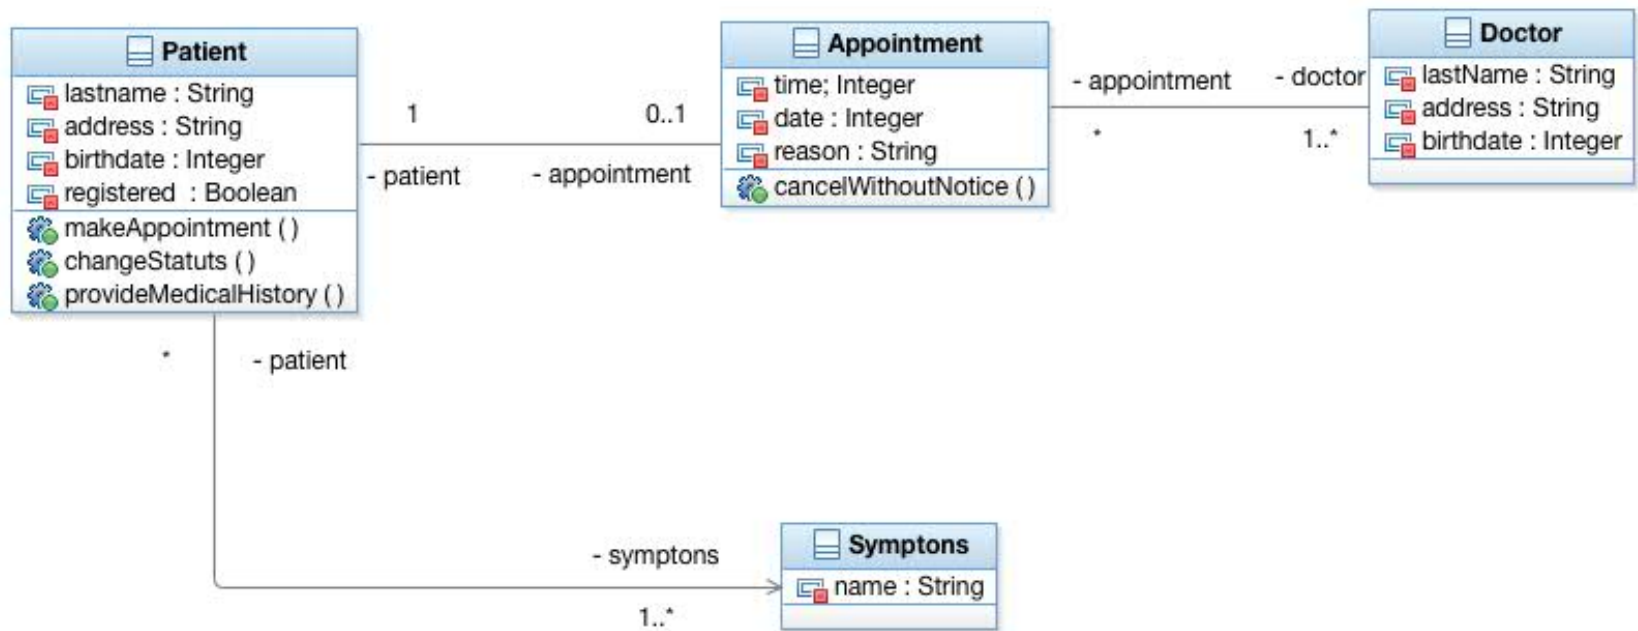 Patient
lastname : String
address : String
birthdate : Integer
registered : Boolean
makeAppointment ( )
changeStatuts ( )
provideMedicalHistory ( )
1
0..1
- patient
- appointment
Appointment
time; Integer
date : Integer
reason : String
cancelWithoutNotice ( )
- appointment
- doctor
*
1..*
Doctor
lastName : String
address : String
birthdate : Integer
*
- patient
- symptons
1..*
Symptons
name : String